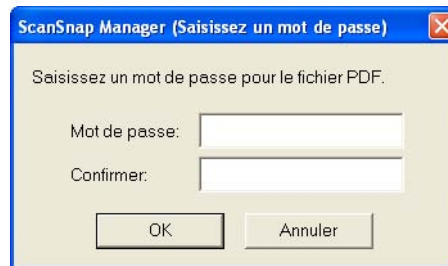 ScanSnap Manager (Saisissez un mot de passe)
Saisissez un mot de passe pour le fichier PDF.
Mot de passe:
Confirmer:
OK Annuler